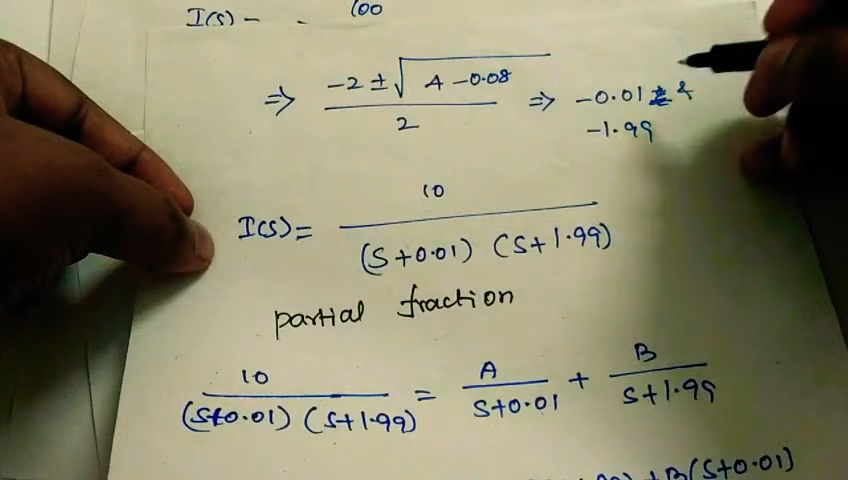 I(s) = 100
⇒ -2 ± √(4 - 0.08) / 2 ⇒ -0.01 &
-1.99
I(s) = 10 / (s+0.01) (s+1.99)
partial fraction
10 / (s+0.01) (s+1.99) = A / s+0.01 + B / s+1.99
+ B(s+0.01)